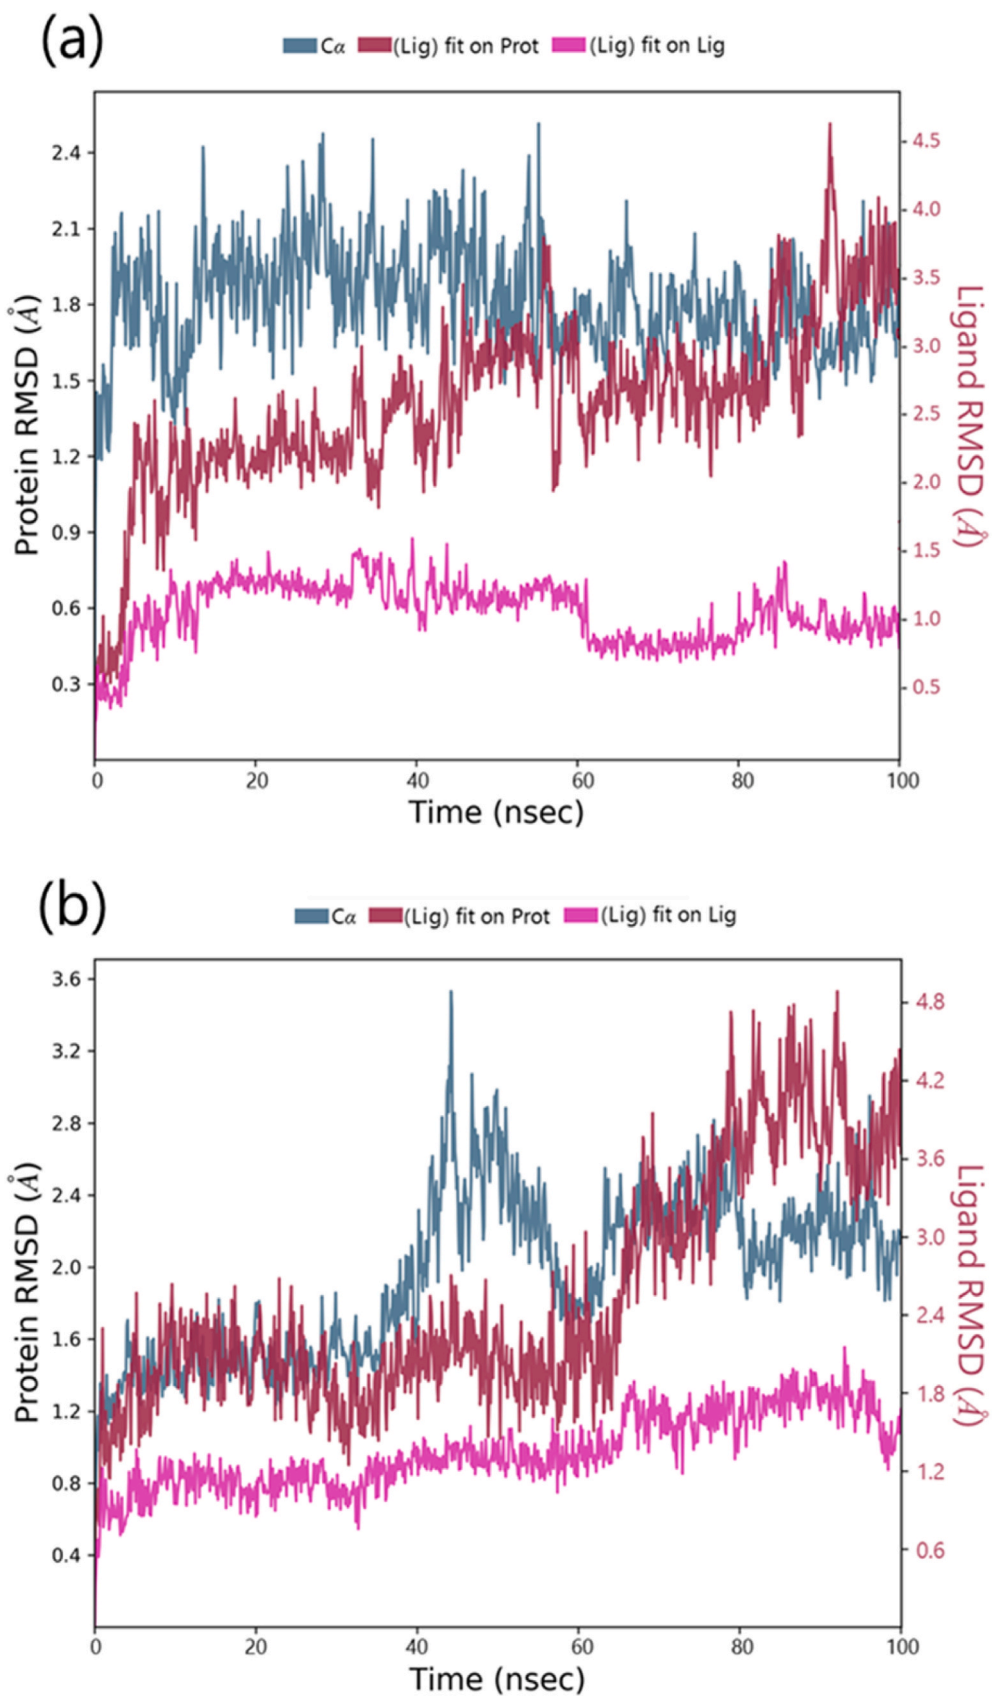 (a)
Cα (Lig) fit on Prot (Lig) fit on Lig
Protein RMSD (Å)
2.4
2.1
1.8
1.5
1.2
0.9
0.6
0.3
4.5
4.0
3.5
3.0
2.5
2.0
1.5
1.0
0.5
Ligand RMSD (Å)
0 20 40 60 80 100
Time (nsec)
(b)
Cα (Lig) fit on Prot (Lig) fit on Lig
Protein RMSD (Å)
3.6
3.2
2.8
2.4
2.0
1.6
1.2
0.8
0.4
4.8
4.2
3.6
3.0
2.4
1.8
1.2
0.6
Ligand RMSD (Å)
0 20 40 60 80 100
Time (nsec)